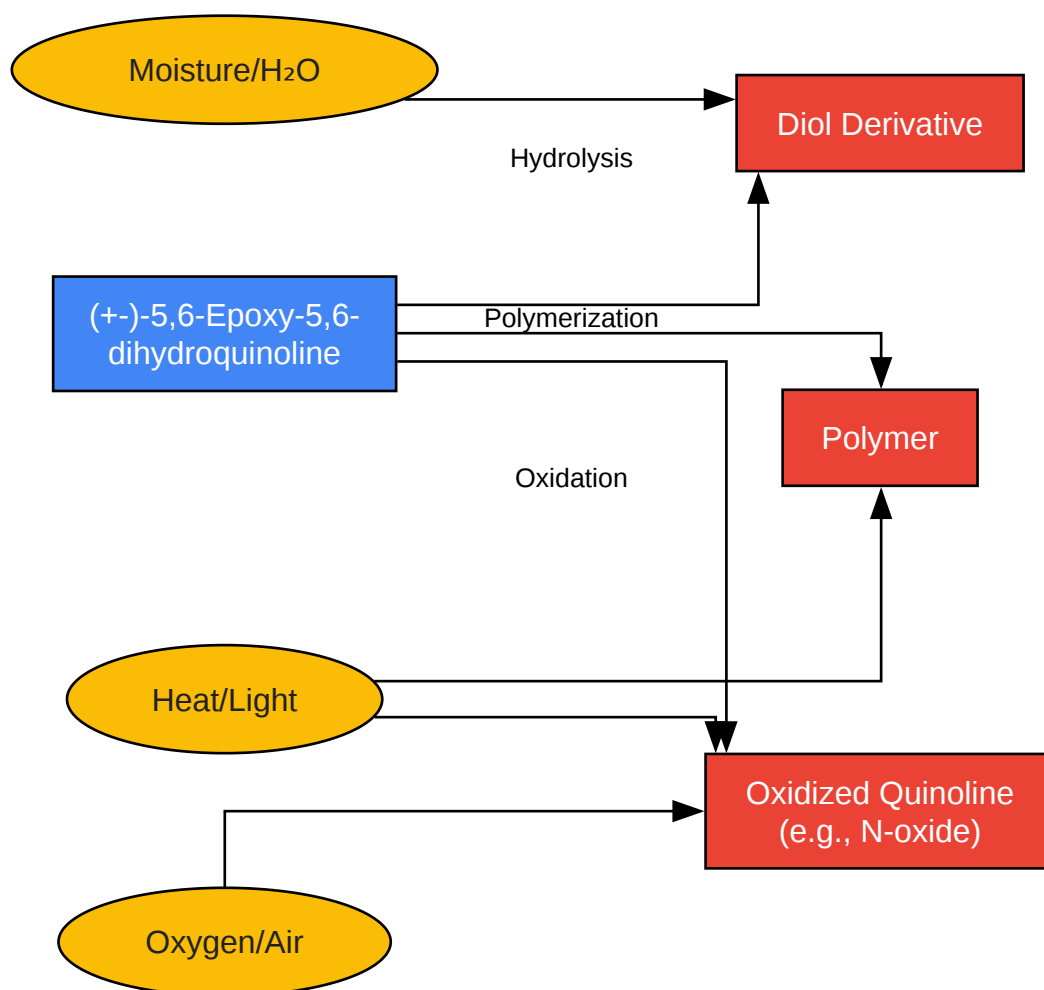 Moisture/H₂O
Diol Derivative
Hydrolysis
(+-)-5,6-Epoxy-5,6-
dihydroquinoline
Polymerization
Polymer
Oxidation
Heat/Light
Oxidized Quinoline
(e.g., N-oxide)
Oxygen/Air